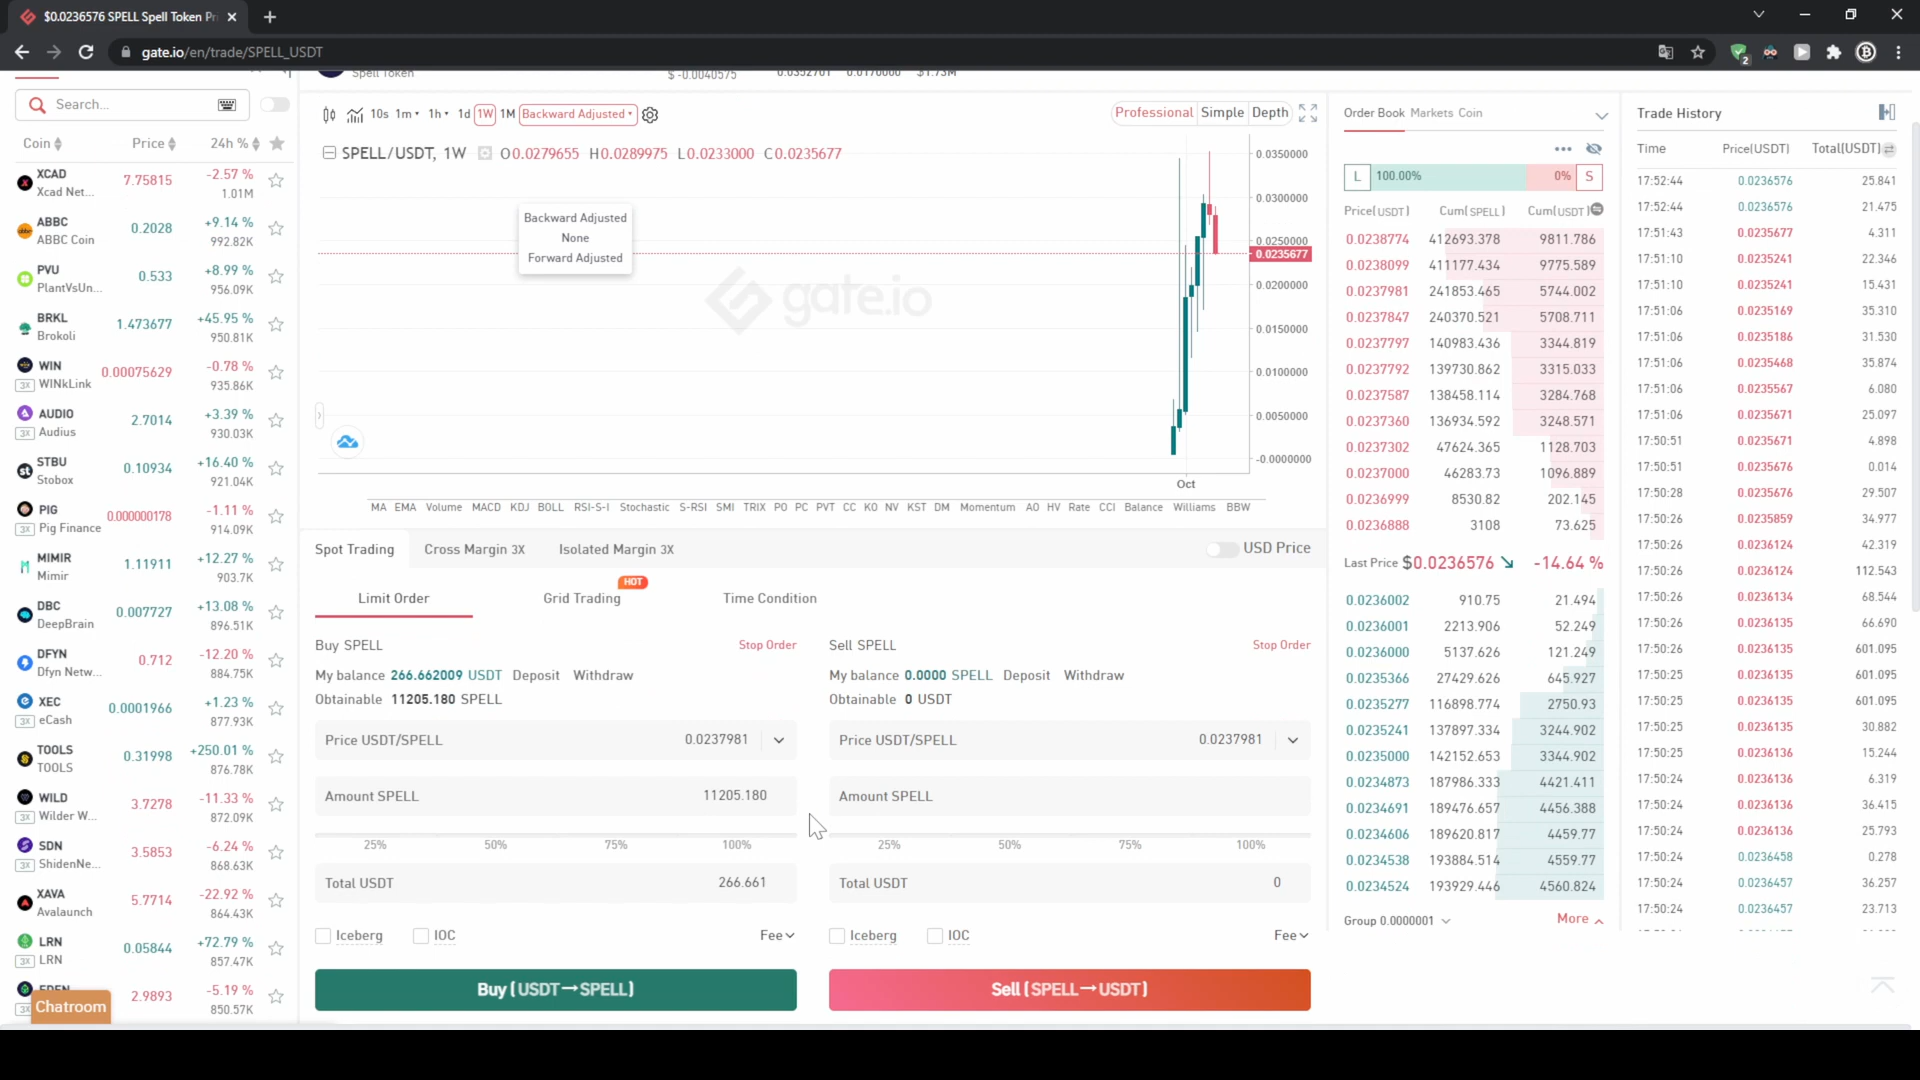 $0.0236576 SPELL Spell Token Pri
gate.io/en/trade/SPELL_USDT
Spell Token
$ -0.0040575 0.0352701 0.0170000 $1.73M
Search...
Coin Price 24h %
XCAD 7.75815 -2.57 %
Xcad Net... 1.01M
ABBC 0.2028 +9.14 %
ABBC Coin 992.82K
PVU 0.533 +8.99 %
PlantVsUn... 956.09K
BRKL 1.473677 +45.95 %
Brokoli 950.81K
WIN 0.00075629 -0.78 %
3X WINkLink 935.86K
AUDIO 2.7014 +3.39 %
3X Audius 930.03K
STBU 0.10934 +16.40 %
Stobox 921.04K
PIG 0.000000178 -1.11 %
3X Pig Finance 914.09K
MIMIR 1.11911 +12.27 %
Mimir 903.7K
DBC 0.007727 +13.08 %
DeepBrain 896.51K
DFYN 0.712 -12.20 %
Dfyn Netw... 884.75K
XEC 0.0001966 +1.23 %
3X eCash 877.93K
TOOLS 0.31998 +250.01 %
TOOLS 876.78K
WILD 3.7278 -11.33 %
Wilder W... 872.09K
SDN 3.5853 -6.24 %
3X ShidenNe... 868.63K
XAVA 5.7714 -22.92 %
Avalaunch 864.43K
LRN 0.05844 +72.79 %
3X LRN 857.47K
EDEN 2.9893 -5.19 %
3X 850.57K
Chatroom
10s 1m 1h 1d 1W 1M Backward Adjusted
Professional Simple Depth
SPELL/USDT, 1W O0.0279655 H0.0289975 L0.0233000 C0.0235677
Backward Adjusted
None
Forward Adjusted
gate.io
0.0350000
0.0300000
0.0250000
0.0235677
0.0200000
0.0150000
0.0100000
0.0050000
-0.0000000
Oct
MA EMA Volume MACD KDJ BOLL RSI-S-I Stochastic S-RSI SMI TRIX PO PC PVT CC KO NV KST DM Momentum AO HV Rate CCI Balance Williams BBW
Spot Trading Cross Margin 3X Isolated Margin 3X USD Price
HOT
Limit Order Grid Trading Time Condition
Buy SPELL Stop Order
My balance 266.662009 USDT Deposit Withdraw
Obtainable 11205.180 SPELL
Price USDT/SPELL 0.0237981
Amount SPELL 11205.180
25% 50% 75% 100%
Total USDT 266.661
Iceberg IOC Fee
Buy (USDT→SPELL)
Sell SPELL Stop Order
My balance 0.0000 SPELL Deposit Withdraw
Obtainable 0 USDT
Price USDT/SPELL 0.0237981
Amount SPELL
25% 50% 75% 100%
Total USDT 0
Iceberg IOC Fee
Sell (SPELL→USDT)
Order Book Markets Coin
L 100.00% 0% S
Price(USDT) Cum(SPELL) Cum(USDT)
0.0238774 412693.378 9811.786
0.0238099 411177.434 9775.589
0.0237981 241853.465 5744.002
0.0237847 240370.521 5708.711
0.0237797 140983.436 3344.819
0.0237792 139730.862 3315.033
0.0237587 138458.114 3284.768
0.0237360 136934.592 3248.571
0.0237302 47624.365 1128.703
0.0237000 46283.73 1096.889
0.0236999 8530.82 202.145
0.0236888 3108 73.625
Last Price $0.0236576 -14.64 %
0.0236002 910.75 21.494
0.0236001 2213.906 52.249
0.0236000 5137.626 121.249
0.0235366 27429.626 645.927
0.0235277 116898.774 2750.93
0.0235241 137897.334 3244.902
0.0235000 142152.653 3344.902
0.0234873 187986.333 4421.411
0.0234691 189476.657 4456.388
0.0234606 189620.817 4459.77
0.0234538 193884.514 4559.77
0.0234524 193929.446 4560.824
Group 0.0000001 More
Trade History
Time Price(USDT) Total(USDT)
17:52:44 0.0236576 25.841
17:52:44 0.0236576 21.475
17:51:43 0.0235677 4.311
17:51:10 0.0235241 22.346
17:51:10 0.0235241 15.431
17:51:06 0.0235169 35.310
17:51:06 0.0235186 31.530
17:51:06 0.0235468 35.874
17:51:06 0.0235567 6.080
17:51:06 0.0235671 25.097
17:50:51 0.0235671 4.898
17:50:51 0.0235676 0.014
17:50:28 0.0235676 29.507
17:50:26 0.0235859 34.977
17:50:26 0.0236124 42.319
17:50:26 0.0236124 112.543
17:50:26 0.0236134 68.544
17:50:26 0.0236135 66.690
17:50:26 0.0236135 601.095
17:50:25 0.0236135 601.095
17:50:25 0.0236135 601.095
17:50:25 0.0236135 30.882
17:50:25 0.0236136 15.244
17:50:24 0.0236136 6.319
17:50:24 0.0236136 36.415
17:50:24 0.0236136 25.793
17:50:24 0.0236458 0.278
17:50:24 0.0236457 36.257
17:50:24 0.0236457 23.713